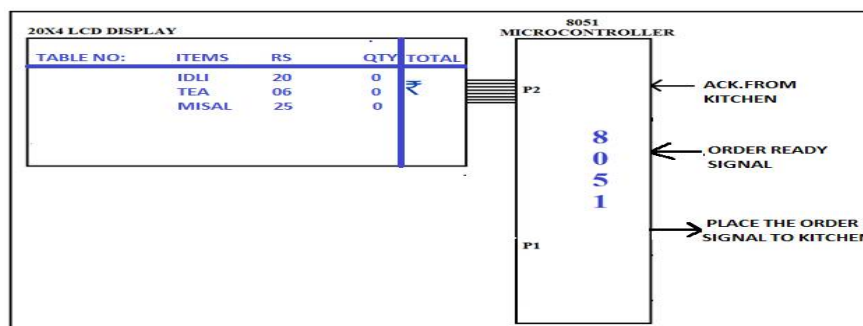 20X4 LCD DISPLAY
8051
MICROCONTROLLER
TABLE NO: ITEMS RS QTY TOTAL
IDLI 20 0 ₹
TEA 06 0
MISAL 25 0
P2
P1
8
0
5
1
ACK.FROM
KITCHEN
ORDER READY
SIGNAL
PLACE THE ORDER
SIGNAL TO KITCHEN